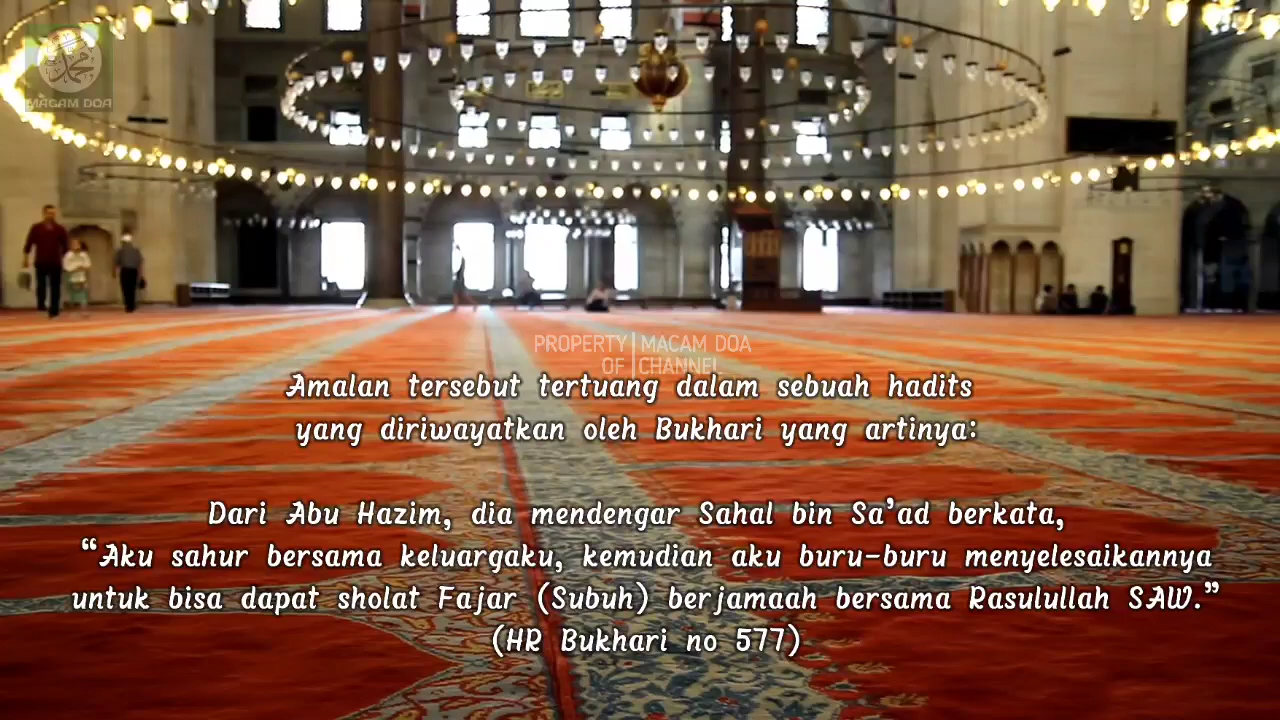 MACAM DOA
PROPERTY OF | MACAM DOA CHANNEL
Amalan tersebut tertuang dalam sebuah hadits
yang diriwayatkan oleh Bukhari yang artinya:
Dari Abu Hazim, dia mendengar Sahal bin Sa’ad berkata,
“Aku sahur bersama keluargaku, kemudian aku buru-buru menyelesaikannya
untuk bisa dapat sholat Fajar (Subuh) berjamaah bersama Rasulullah SAW.”
(HR Bukhari no 577)